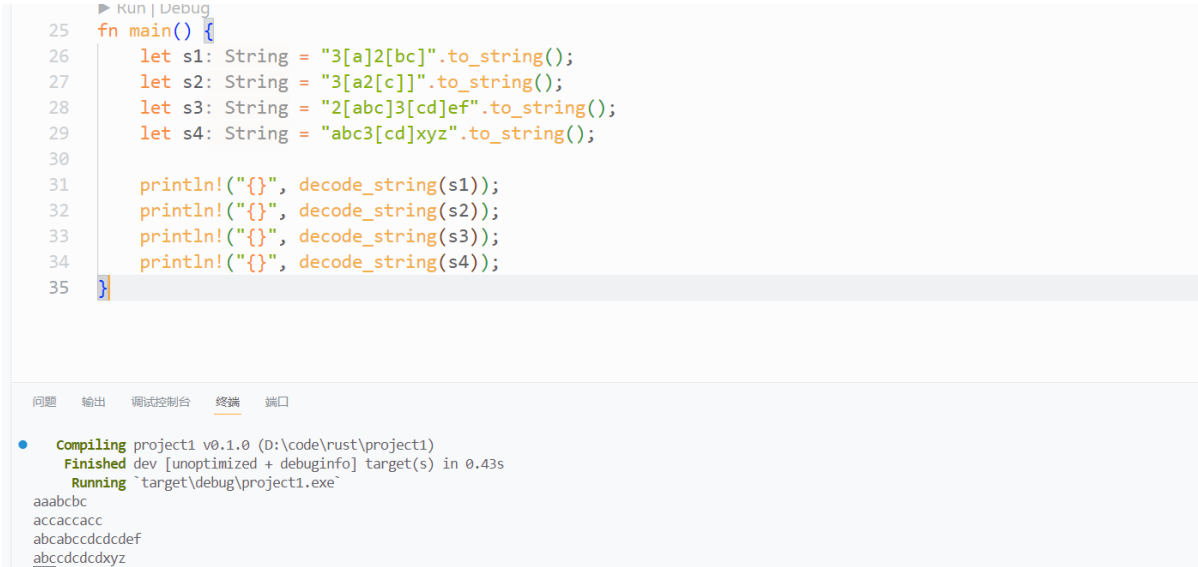 ▶ Run | Debug
25 fn main() {
26 let s1: String = "3[a]2[bc]".to_string();
27 let s2: String = "3[a2[c]]".to_string();
28 let s3: String = "2[abc]3[cd]ef".to_string();
29 let s4: String = "abc3[cd]xyz".to_string();
30
31 println!("{}", decode_string(s1));
32 println!("{}", decode_string(s2));
33 println!("{}", decode_string(s3));
34 println!("{}", decode_string(s4));
35 }
问题 输出 调试控制台 终端 端口
Compiling project1 v0.1.0 (D:\code\rust\project1)
Finished dev [unoptimized + debuginfo] target(s) in 0.43s
Running `target\debug\project1.exe`
aaabcbc
accaccacc
abcabccdcdcdef
abccdcdcdxyz